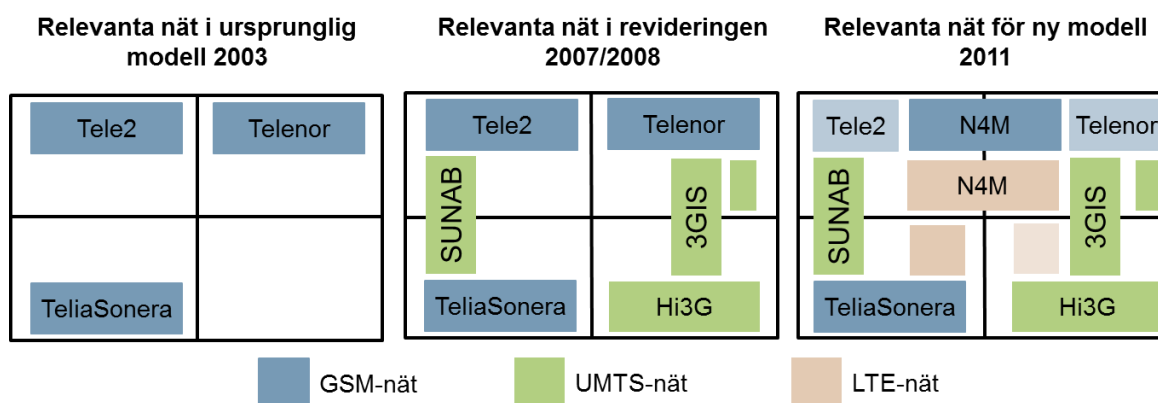 Relevanta nät i ursprunglig
modell 2003
Tele2
Telenor
TeliaSonera
Relevanta nät i revideringen
2007/2008
Tele2
Telenor
SUNAB
3GIS
TeliaSonera
Hi3G
Relevanta nät för ny modell
2011
Tele2
N4M
Telenor
N4M
SUNAB
3GIS
TeliaSonera
Hi3G
GSM-nät
UMTS-nät
LTE-nät